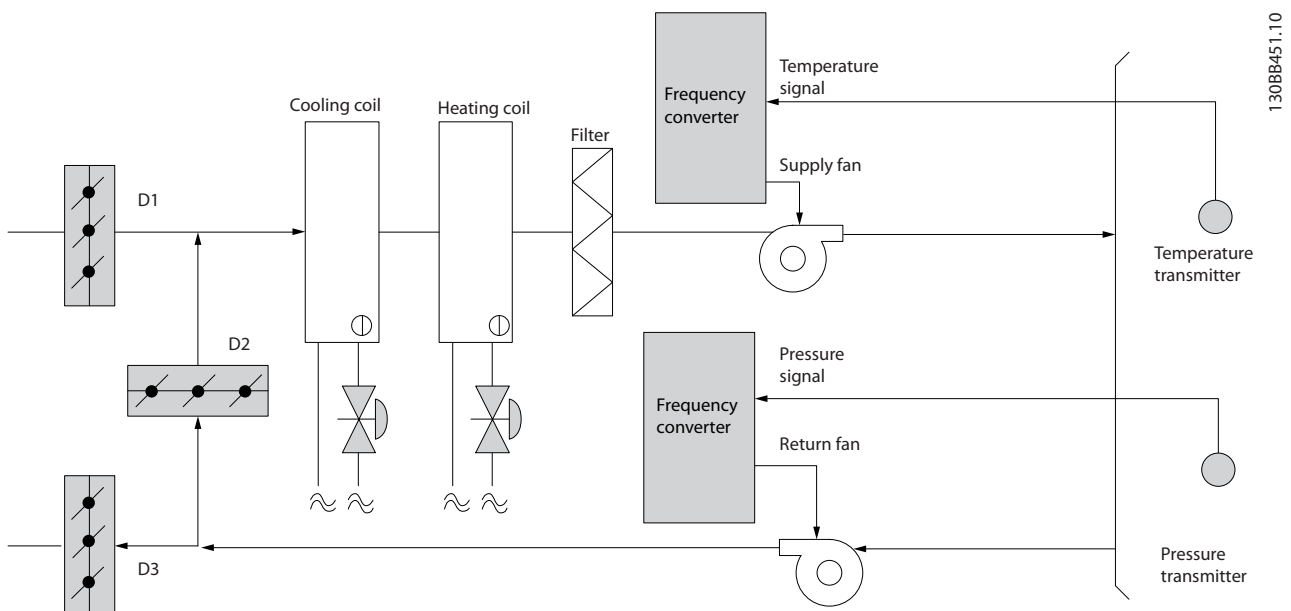 130BB451.10
Temperature
signal
Frequency
converter
Cooling coil
Heating coil
Filter
Supply fan
D1
Temperature
transmitter
D2
Pressure
signal
Frequency
converter
Return fan
D3
Pressure
transmitter